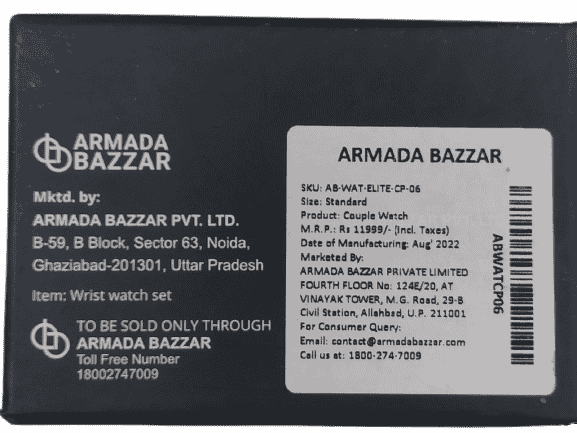 ARMADA
BAZZAR
Mktd. by:
ARMADA BAZZAR PVT. LTD.
B-59, B Block, Sector 63, Noida,
Ghaziabad-201301, Uttar Pradesh
Item: Wrist watch set
TO BE SOLD ONLY THROUGH
ARMADA BAZZAR
Toll Free Number
18002747009
ARMADA BAZZAR
SKU: AB-WAT-ELITE-CP-06
Size: Standard
Product: Couple Watch
M.R.P.: Rs 11999/- (Incl. Taxes)
Date of Manufacturing: Aug' 2022
Marketed By:
ARMADA BAZZAR PRIVATE LIMITED
FOURTH FLOOR No: 124E/20, AT
VINAYAK TOWER, M.G. Road, 29-B
Civil Station, Allahbad, U.P. 211001
For Consumer Query:
Email: contact@armadabazzar.com
Call us at: 1800-274-7009
ABWATCP06